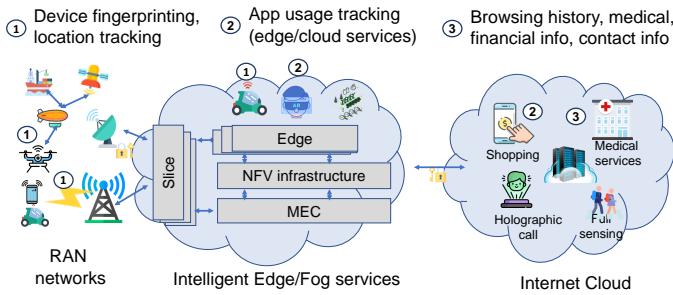 1 Device fingerprinting,
location tracking
2 App usage tracking
(edge/cloud services)
3 Browsing history, medical,
financial info, contact info
1
2
1
1
Slice
Edge
NFV infrastructure
MEC
2
3
Shopping
Medical
services
Holographic
call
Full
sensing
RAN
networks
Intelligent Edge/Fog services
Internet Cloud